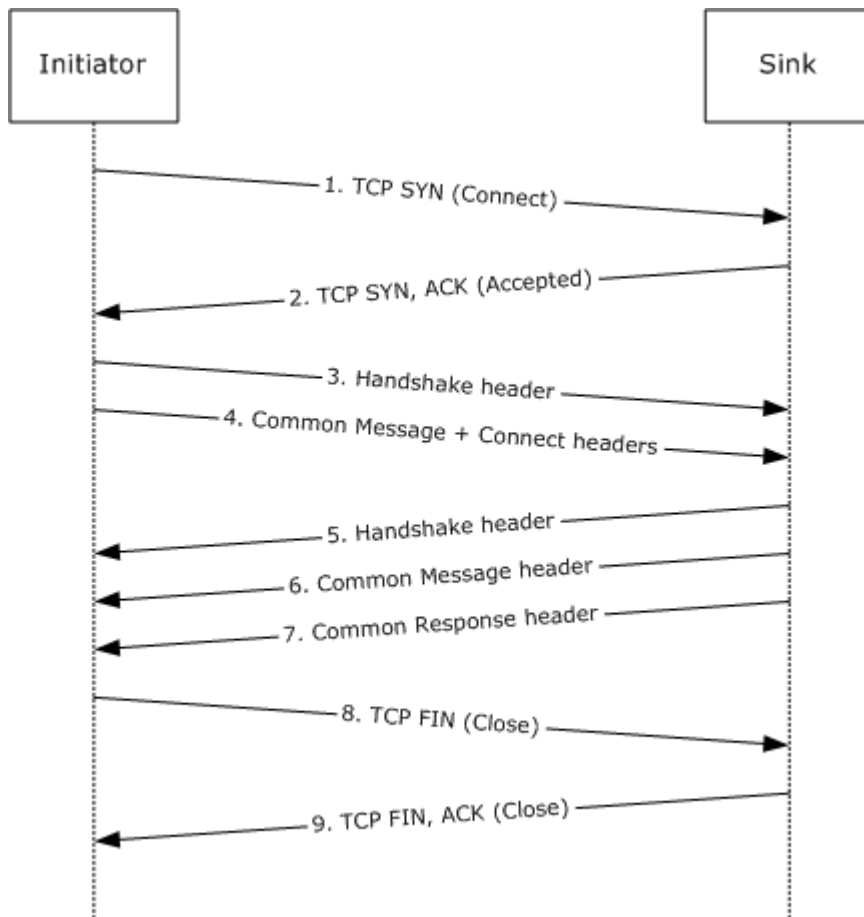 Initiator
Sink
1. TCP SYN (Connect)
2. TCP SYN, ACK (Accepted)
3. Handshake header
4. Common Message + Connect headers
5. Handshake header
6. Common Message header
7. Common Response header
8. TCP FIN (Close)
9. TCP FIN, ACK (Close)